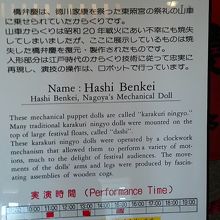 橋弁慶は、徳川家康を祭った東照宮の祭礼の山車
に乗せられていたからくりです。
山車からくりは昭和20年戦火にあい不幸にも焼失
してしまいましたが、ここに展示しているものは焼
失した橋弁慶を復元・製作されたものです。
人形部分は江戸時代のからくり技術に従って忠実に
再現し、演技の操作は、ロボットで行っています。
Name : Hashi Benkei
Hashi Benkei, Nagoya's Mechanical Doll
These mechanical puppet dolls are called "karakuri ningyo."
Many traditional karakuri ningyo dolls were mounted on the
top of large festival floats, called "dashi".
These karakuri ningyo dolls were operated by a clockwork
mechanism that allowed them to perform a variety of mot-
ions, much to the delight of festival audiences. The move-
ments of the dolls' arms and legs were produced by fasci-
nating assemblies of wooden cogs.
実演時間 (Performance Time)